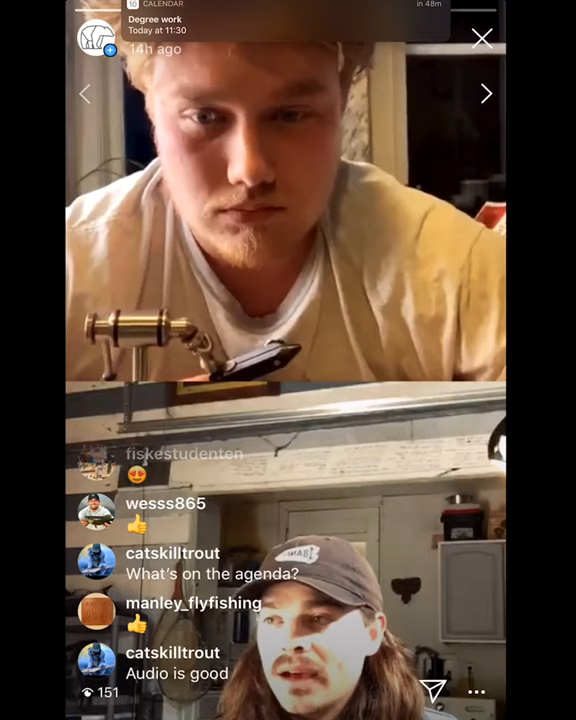 10 CALENDAR
in 48m
Degree work
Today at 11:30
14h ago
fiskestudenten
😍
wesss865
👍
catskilltrout
What's on the agenda?
manley_flyfishing
👍
catskilltrout
Audio is good
151